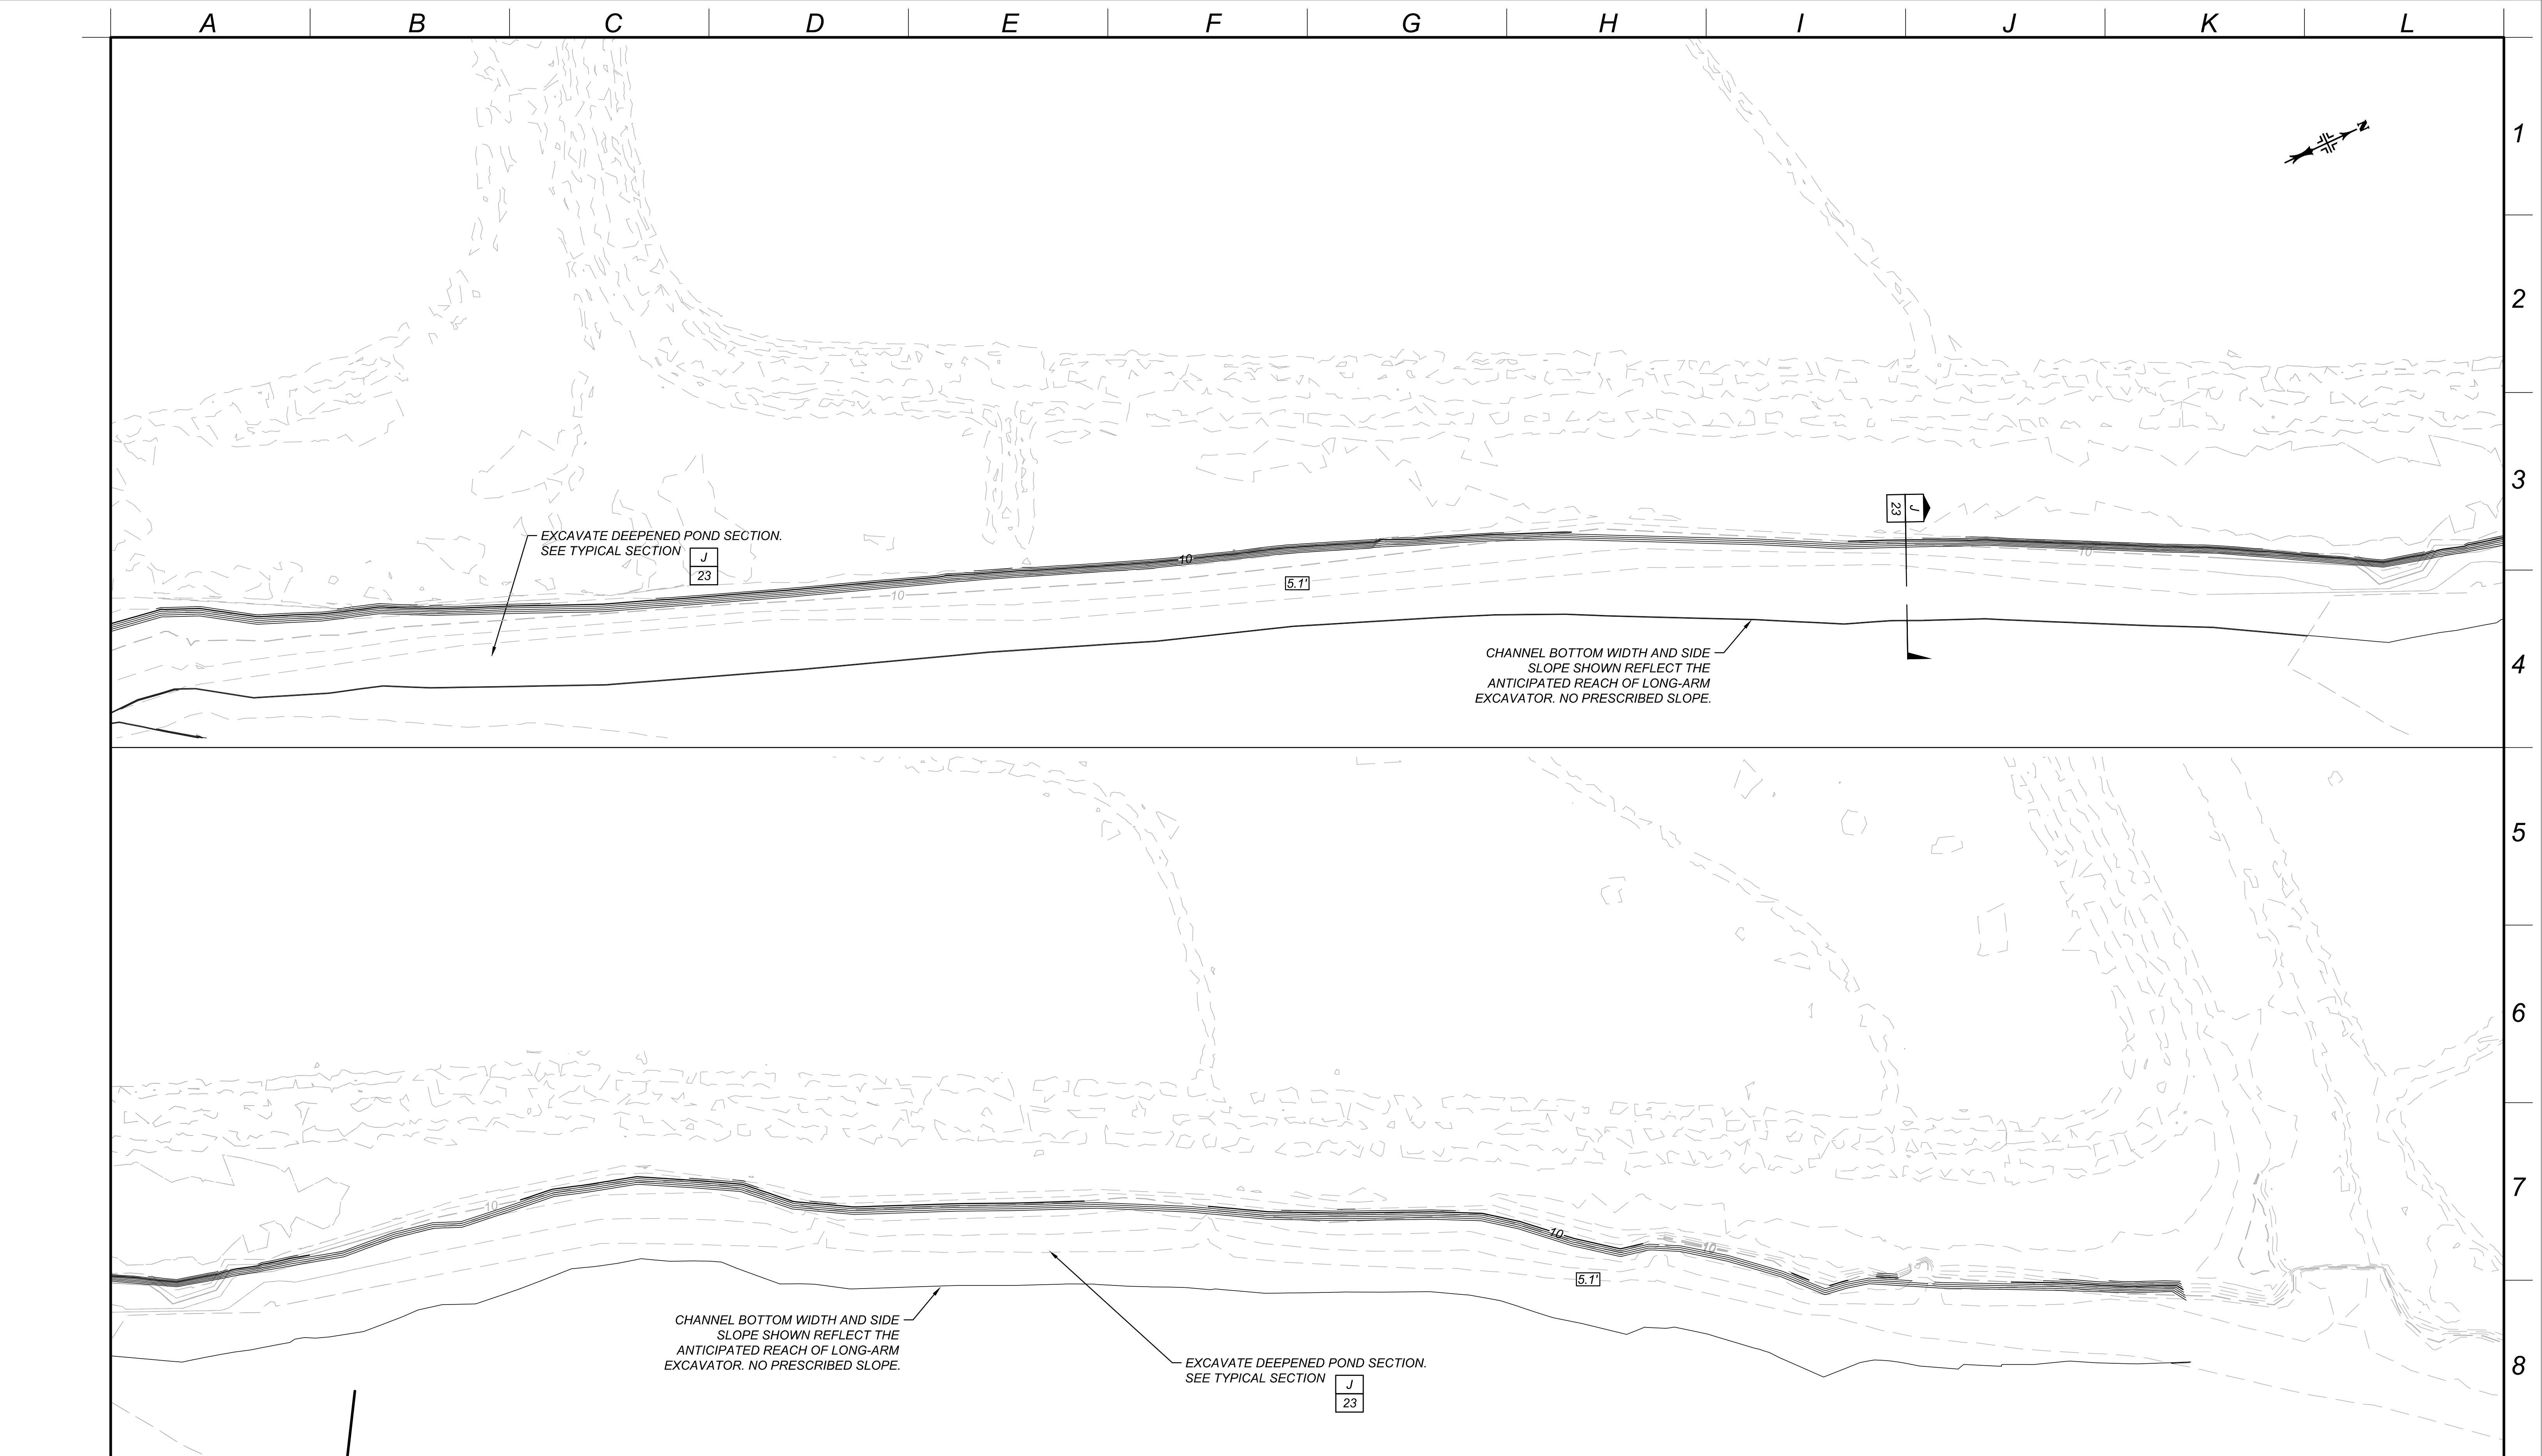 A B C D E F G H I J K L
N
1
2
3
4
EXCAVATE DEEPENED POND SECTION.
SEE TYPICAL SECTION
J
23
10
10
5.1'
J
23
10
CHANNEL BOTTOM WIDTH AND SIDE
SLOPE SHOWN REFLECT THE
ANTICIPATED REACH OF LONG-ARM
EXCAVATOR. NO PRESCRIBED SLOPE.
5
6
7
8
10
10
10
5.1'
CHANNEL BOTTOM WIDTH AND SIDE
SLOPE SHOWN REFLECT THE
ANTICIPATED REACH OF LONG-ARM
EXCAVATOR. NO PRESCRIBED SLOPE.
EXCAVATE DEEPENED POND SECTION.
SEE TYPICAL SECTION
J
23